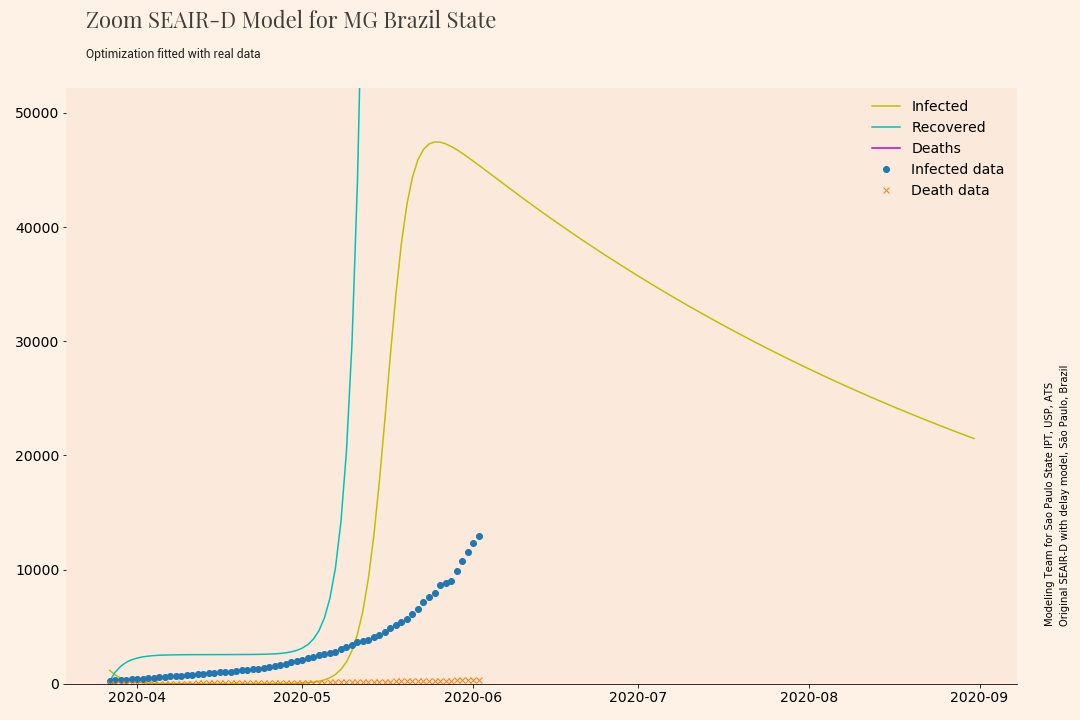 Zoom SEAIR-D Model for MG Brazil State
Optimization fitted with real data
50000
40000
30000
20000
10000
0
2020-04
2020-05
2020-06
2020-07
2020-08
2020-09
Infected
Recovered
Deaths
Infected data
Death data
Modeling Team for Sao Paulo State IPT, USP, ATS
Original SEAIR-D with delay model, São Paulo, Brazil